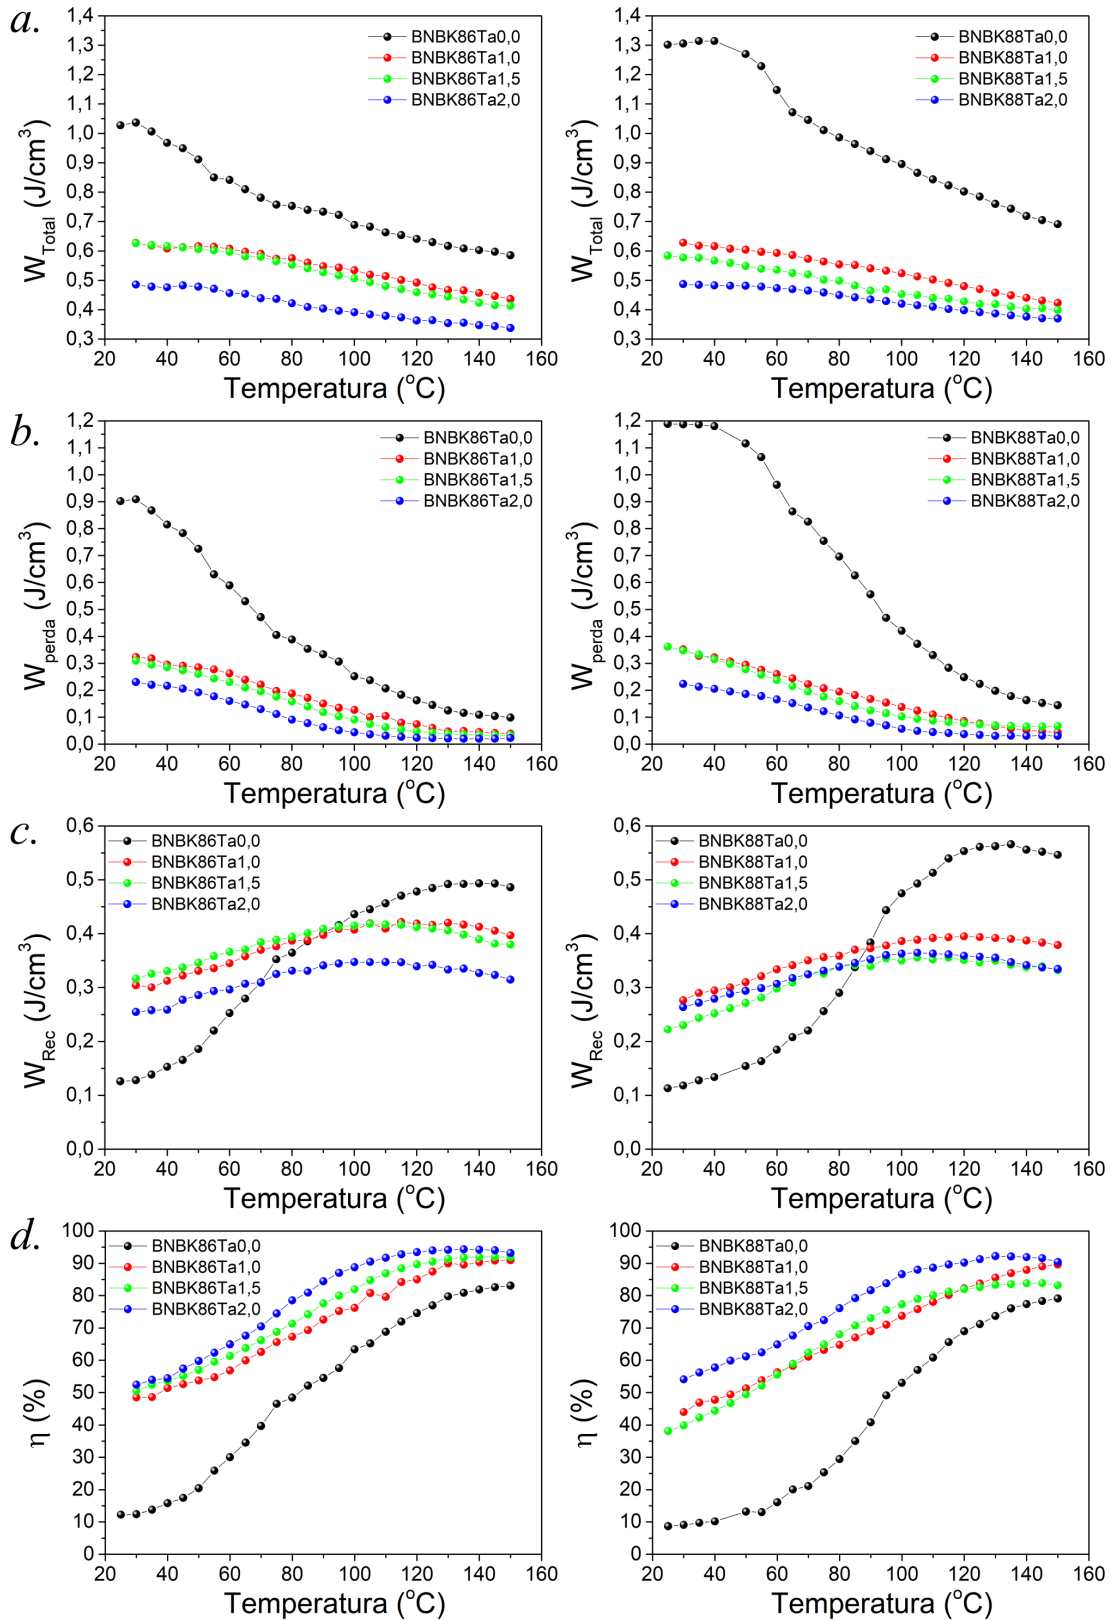 a.
1,4
1,3
1,2
1,1
1,0
0,9
0,8
0,7
0,6
0,5
0,4
0,3
W_Total (J/cm³)
BNBK86Ta0,0
BNBK86Ta1,0
BNBK86Ta1,5
BNBK86Ta2,0
20 40 60 80 100 120 140 160
Temperatura (°C)
1,4
1,3
1,2
1,1
1,0
0,9
0,8
0,7
0,6
0,5
0,4
0,3
W_Total (J/cm³)
BNBK88Ta0,0
BNBK88Ta1,0
BNBK88Ta1,5
BNBK88Ta2,0
20 40 60 80 100 120 140 160
Temperatura (°C)
b.
1,2
1,1
1,0
0,9
0,8
0,7
0,6
0,5
0,4
0,3
0,2
0,1
0,0
W_perda (J/cm³)
BNBK86Ta0,0
BNBK86Ta1,0
BNBK86Ta1,5
BNBK86Ta2,0
20 40 60 80 100 120 140 160
Temperatura (°C)
1,2
1,1
1,0
0,9
0,8
0,7
0,6
0,5
0,4
0,3
0,2
0,1
0,0
W_perda (J/cm³)
BNBK88Ta0,0
BNBK88Ta1,0
BNBK88Ta1,5
BNBK88Ta2,0
20 40 60 80 100 120 140 160
Temperatura (°C)
c.
0,6
0,5
0,4
0,3
0,2
0,1
0,0
W_Rec (J/cm³)
BNBK86Ta0,0
BNBK86Ta1,0
BNBK86Ta1,5
BNBK86Ta2,0
20 40 60 80 100 120 140 160
Temperatura (°C)
0,6
0,5
0,4
0,3
0,2
0,1
0,0
W_Rec (J/cm³)
BNBK88Ta0,0
BNBK88Ta1,0
BNBK88Ta1,5
BNBK88Ta2,0
20 40 60 80 100 120 140 160
Temperatura (°C)
d.
100
90
80
70
60
50
40
30
20
10
0
η (%)
BNBK86Ta0,0
BNBK86Ta1,0
BNBK86Ta1,5
BNBK86Ta2,0
20 40 60 80 100 120 140 160
Temperatura (°C)
100
90
80
70
60
50
40
30
20
10
0
η (%)
BNBK88Ta0,0
BNBK88Ta1,0
BNBK88Ta1,5
BNBK88Ta2,0
20 40 60 80 100 120 140 160
Temperatura (°C)